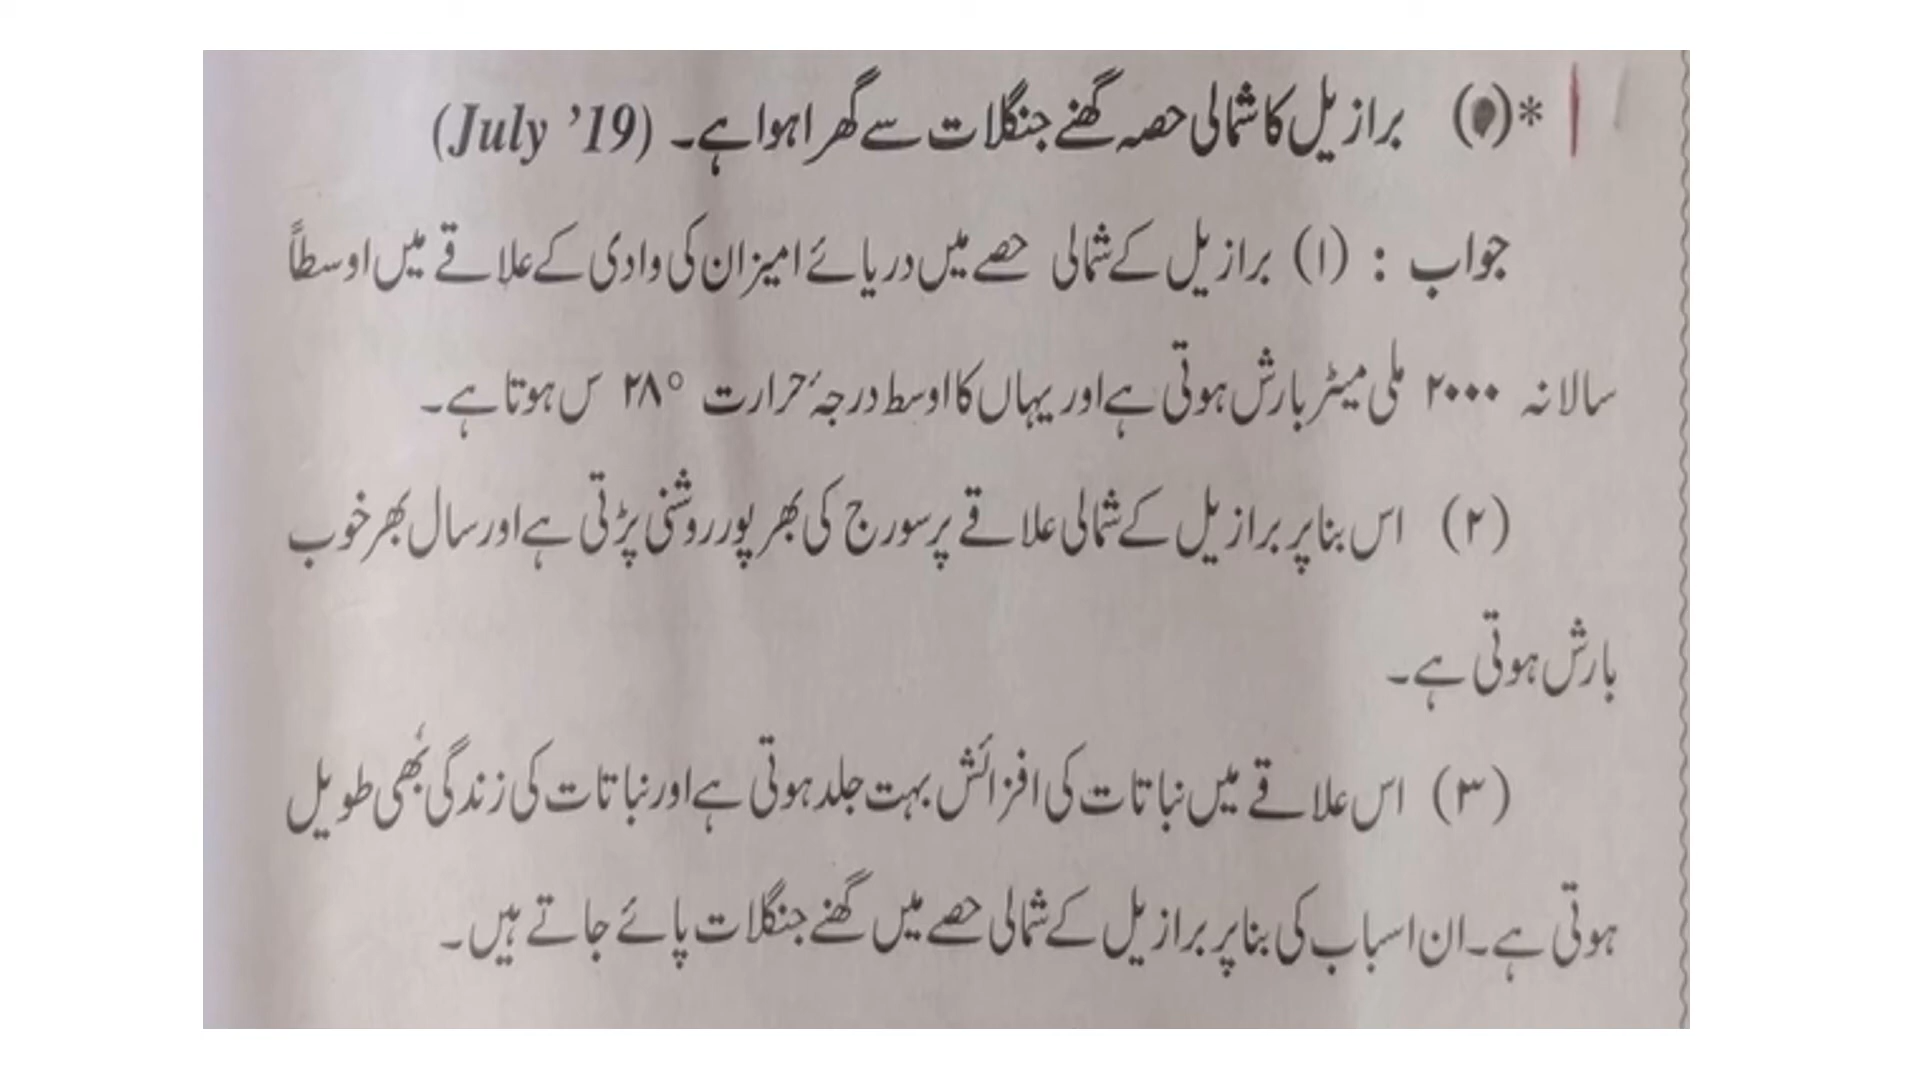 *(۵) برازیل کا شمالی حصہ گھنے جنگلات سے گھرا ہوا ہے۔ (July ’19)
جواب : (۱) برازیل کے شمالی حصے میں دریائے امیزان کی وادی کے علاقے میں اوسطاً
سالانہ ۲۰۰۰ ملی میٹر بارش ہوتی ہے اور یہاں کا اوسط درجۂ حرارت ۲۸° س ہوتا ہے۔
(۲) اس بنا پر برازیل کے شمالی علاقے پر سورج کی بھرپور روشنی پڑتی ہے اور سال بھر خوب
بارش ہوتی ہے۔
(۳) اس علاقے میں نباتات کی افزائش بہت جلد ہوتی ہے اور نباتات کی زندگی بھی طویل
ہوتی ہے۔ ان اسباب کی بنا پر برازیل کے شمالی حصے میں گھنے جنگلات پائے جاتے ہیں۔